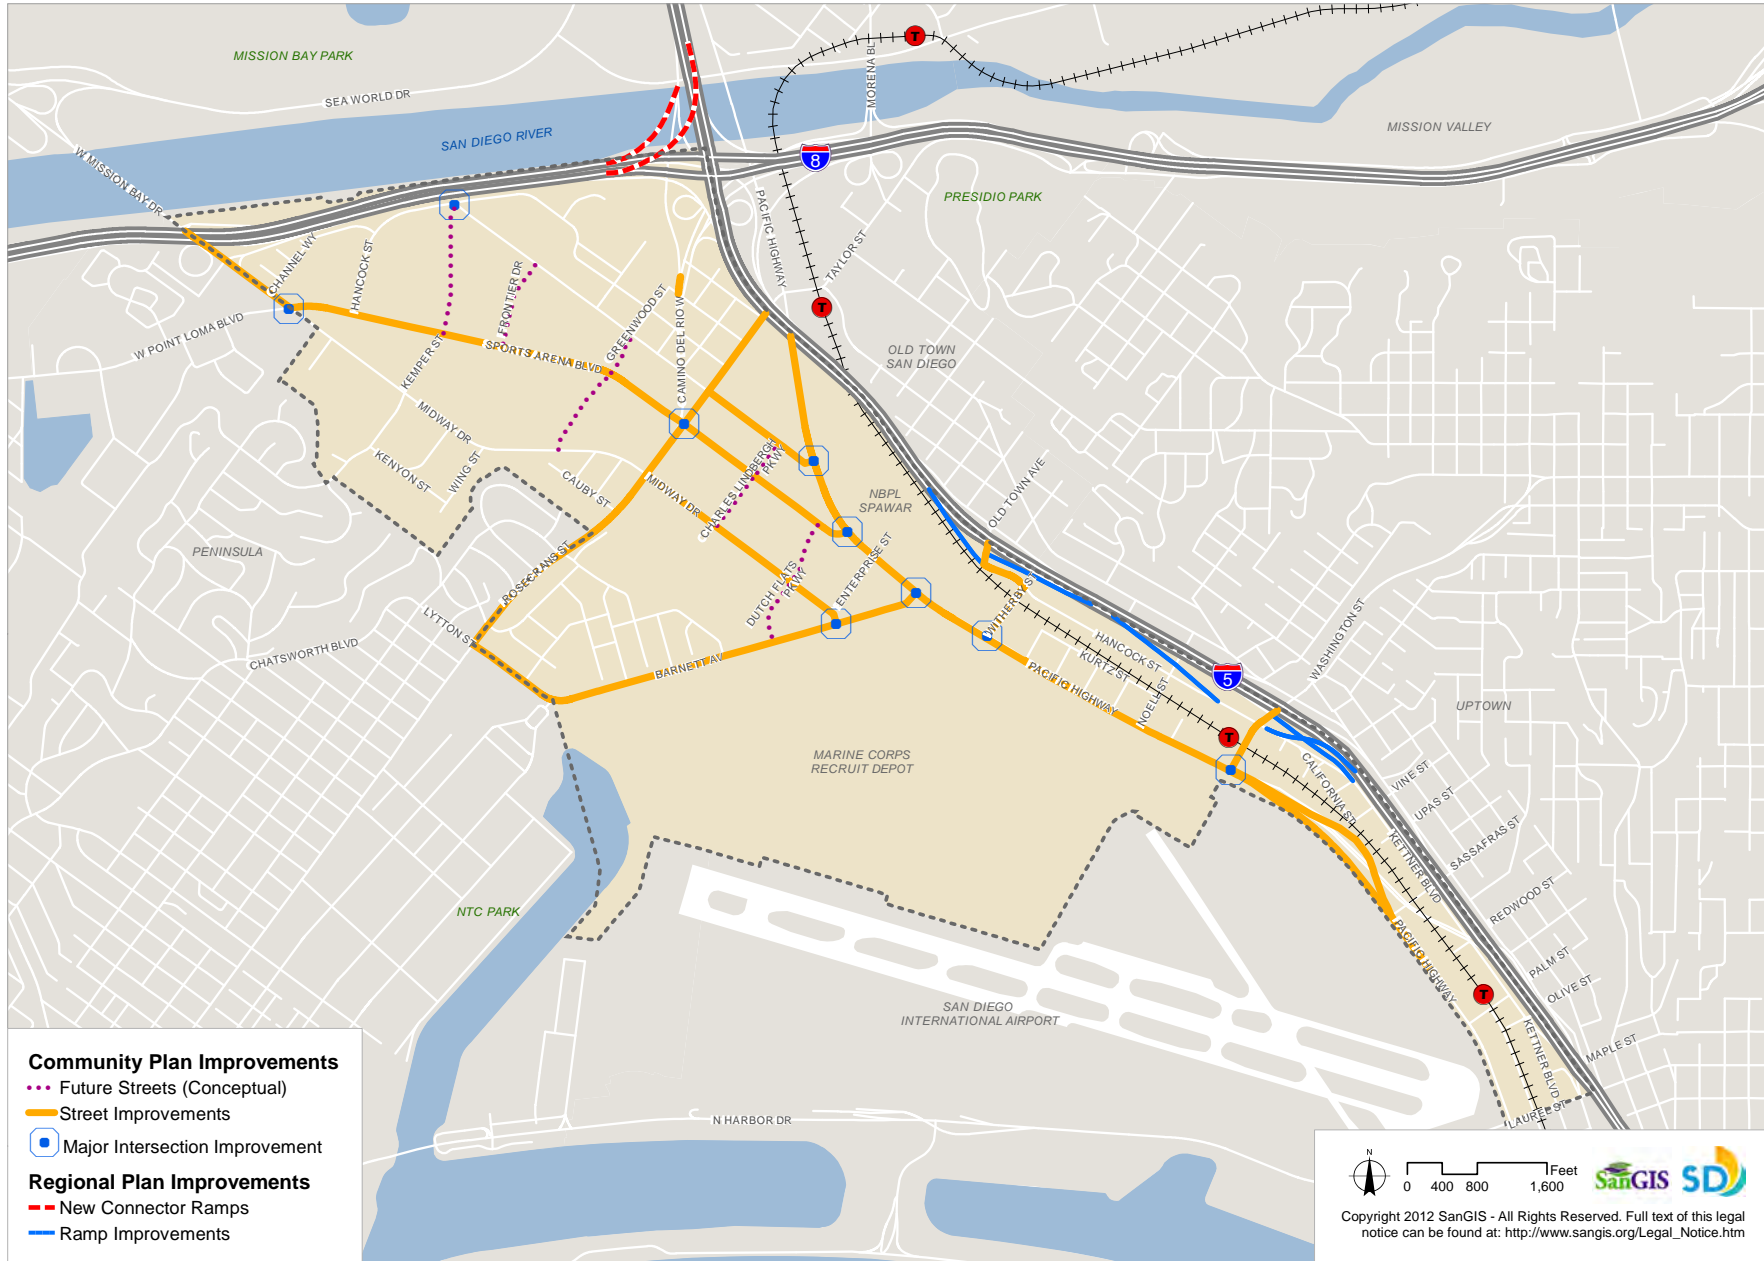 MISSION BAY PARK
SEA WORLD DR
SAN DIEGO RIVER
MORENA BL
T
MISSION VALLEY
8
W MISSION BAY DR
PRESIDIO PARK
PACIFIC HIGHWAY
TAYLOR ST
CHANNEL WY
HANCOCK ST
FRONTIER DR
GREENWOOD ST
CAMINO DEL RIO W
T
W POINT LOMA BLVD
KEMPER ST
SPORTS ARENA BLVD
OLD TOWN
SAN DIEGO
MIDWAY DR
KENYON ST
WING ST
CAUBY ST
MIDWAY DR
CHARLES LINDBERGH
PKWY
NBPL
SPAWAR
OLD TOWN AVE
PENINSULA
ROSECRANS ST
DUTCH FLATS
PKWY
ENTERPRISE ST
WITHERBY ST
LYTTON ST
CHATSWORTH BLVD
BARNETT AV
HANCOCK ST
KURTZ ST
NOELL ST
PACIFIC HIGHWAY
WASHINGTON ST
5
UPTOWN
T
MARINE CORPS
RECRUIT DEPOT
CALIFORNIA ST
VINE ST
UPAS ST
SASSAFRAS ST
KETTNER BLVD
REDWOOD ST
NTC PARK
PACIFIC HIGHWAY
PALM ST
OLIVE ST
T
SAN DIEGO
INTERNATIONAL AIRPORT
KETTNER BLVD
MAPLE ST
LAUREL ST
N HARBOR DR
Community Plan Improvements
Future Streets (Conceptual)
Street Improvements
Major Intersection Improvement
Regional Plan Improvements
New Connector Ramps
Ramp Improvements
N
Feet
0 400 800 1,600
SanGIS
SD
Copyright 2012 SanGIS - All Rights Reserved. Full text of this legal
notice can be found at: http://www.sangis.org/Legal_Notice.htm